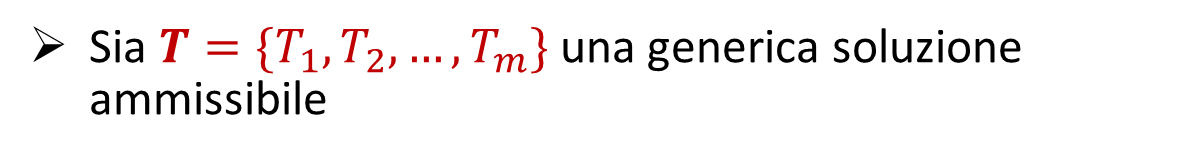 ➢ Sia 𝑻 = {𝑇₁, 𝑇₂, … , 𝑇ₘ} una generica soluzione
ammissibile